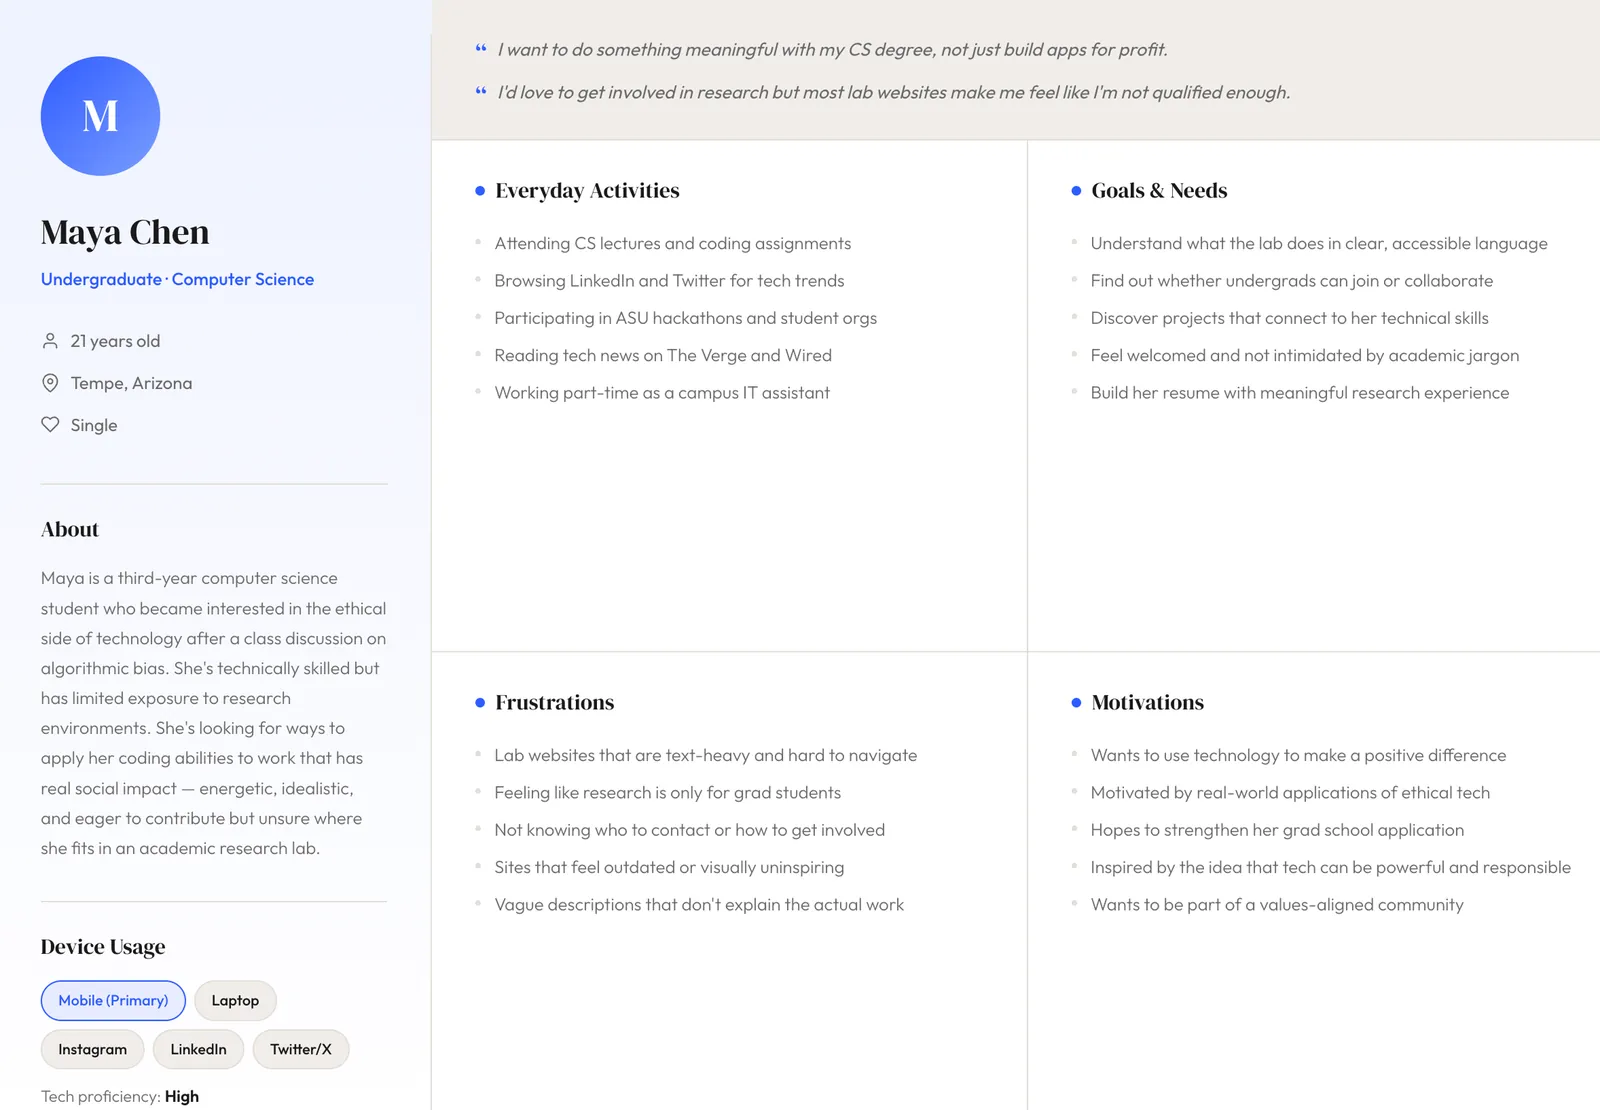 M
Maya Chen
Undergraduate · Computer Science
21 years old
Tempe, Arizona
Single
About
Maya is a third-year computer science
student who became interested in the ethical
side of technology after a class discussion on
algorithmic bias. She's technically skilled but
has limited exposure to research
environments. She's looking for ways to
apply her coding abilities to work that has
real social impact — energetic, idealistic,
and eager to contribute but unsure where
she fits in an academic research lab.
Device Usage
Mobile (Primary)
Laptop
Instagram
LinkedIn
Twitter/X
Tech proficiency: High
“ I want to do something meaningful with my CS degree, not just build apps for profit.
“ I'd love to get involved in research but most lab websites make me feel like I'm not qualified enough.
Everyday Activities
Attending CS lectures and coding assignments
Browsing LinkedIn and Twitter for tech trends
Participating in ASU hackathons and student orgs
Reading tech news on The Verge and Wired
Working part-time as a campus IT assistant
Goals & Needs
Understand what the lab does in clear, accessible language
Find out whether undergrads can join or collaborate
Discover projects that connect to her technical skills
Feel welcomed and not intimidated by academic jargon
Build her resume with meaningful research experience
Frustrations
Lab websites that are text-heavy and hard to navigate
Feeling like research is only for grad students
Not knowing who to contact or how to get involved
Sites that feel outdated or visually uninspiring
Vague descriptions that don't explain the actual work
Motivations
Wants to use technology to make a positive difference
Motivated by real-world applications of ethical tech
Hopes to strengthen her grad school application
Inspired by the idea that tech can be powerful and responsible
Wants to be part of a values-aligned community